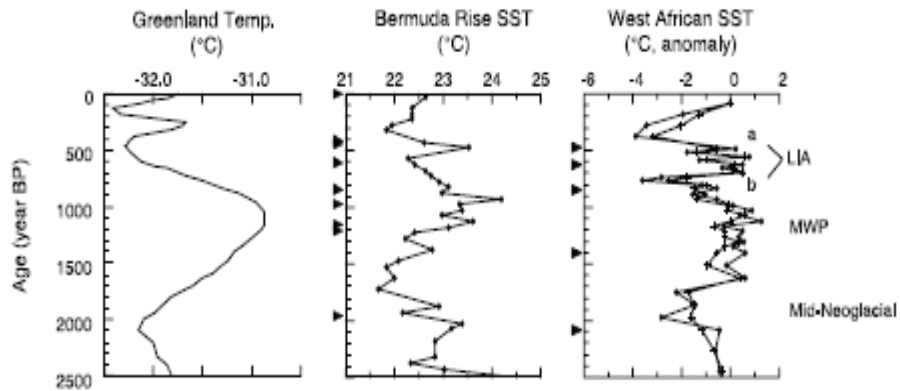 Greenland Temp.
(°C)
Bermuda Rise SST
(°C)
West African SST
(°C, anomaly)
-32.0 -31.0
21 22 23 24 25
-6 -4 -2 0 2
Age (year BP)
0
500
1000
1500
2000
2500
a
LIA
b
MWP
Mid-Neoglacial